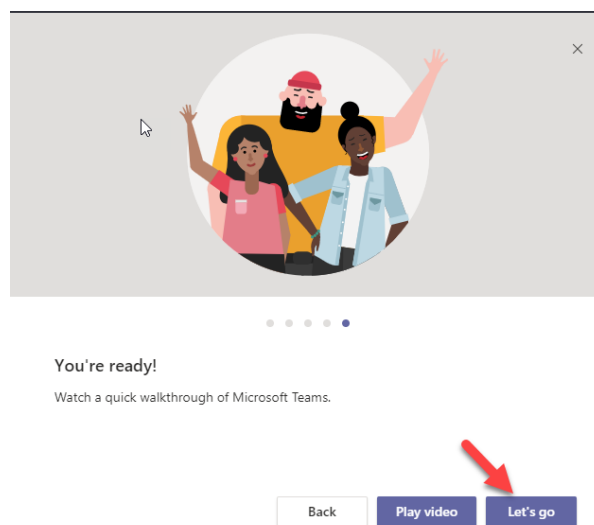 You're ready!
Watch a quick walkthrough of Microsoft Teams.
Back Play video Let's go